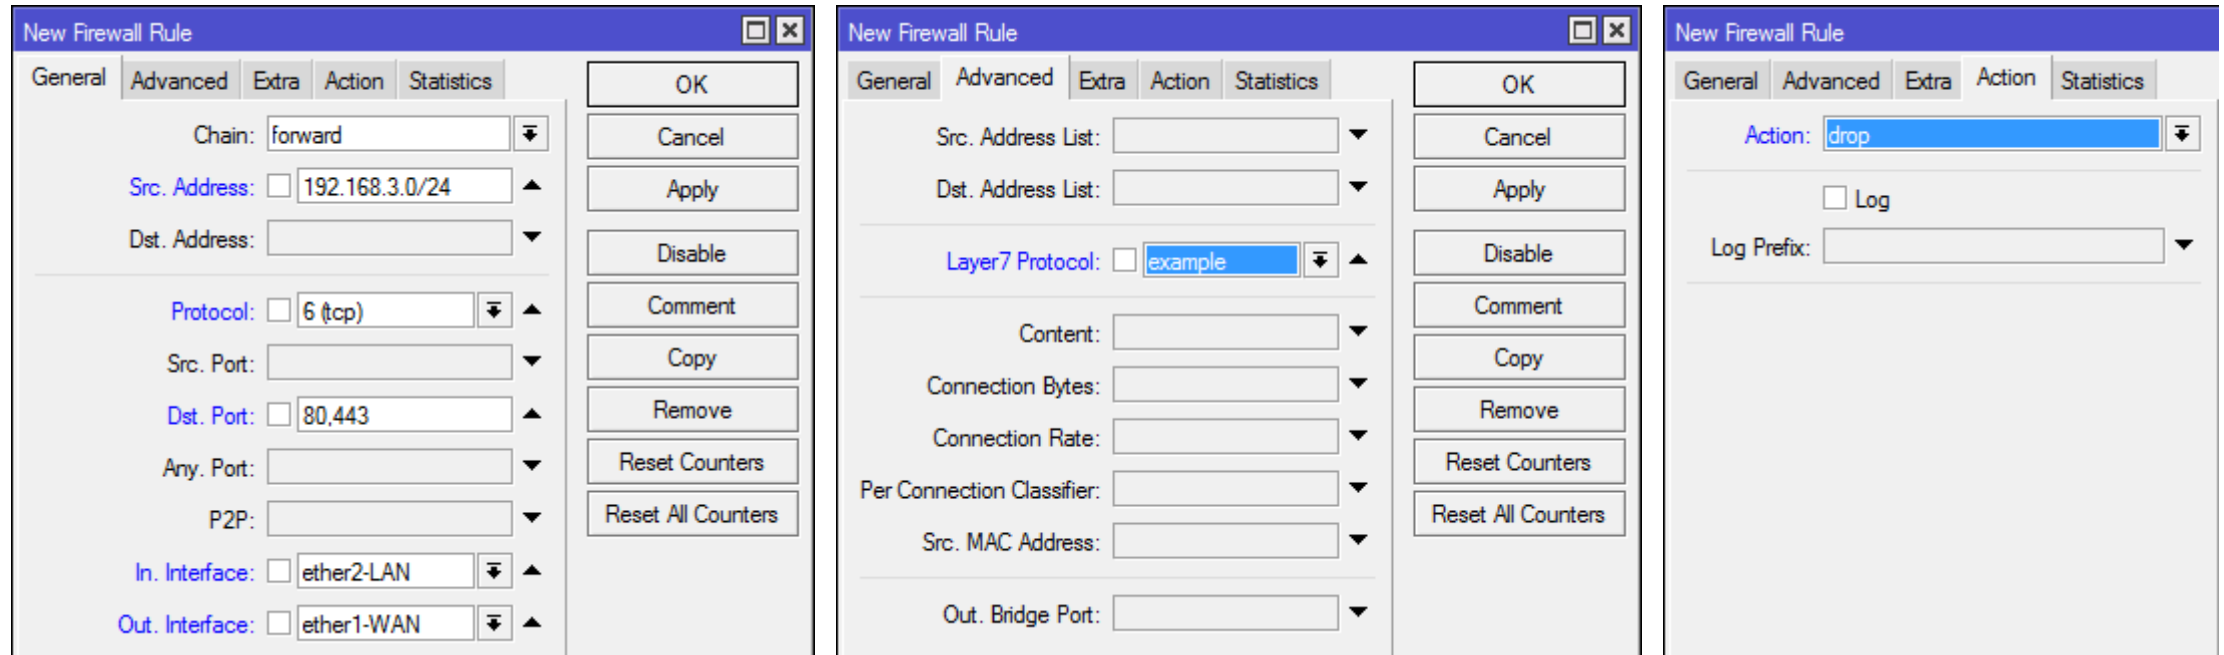 New Firewall Rule
General Advanced Extra Action Statistics
Chain: forward
Src. Address: 192.168.3.0/24
Dst. Address:
Protocol: 6 (tcp)
Src. Port:
Dst. Port: 80,443
Any. Port:
P2P:
In. Interface: ether2-LAN
Out. Interface: ether1-WAN
OK
Cancel
Apply
Disable
Comment
Copy
Remove
Reset Counters
Reset All Counters
New Firewall Rule
General Advanced Extra Action Statistics
Src. Address List:
Dst. Address List:
Layer7 Protocol: example
Content:
Connection Bytes:
Connection Rate:
Per Connection Classifier:
Src. MAC Address:
Out. Bridge Port:
OK
Cancel
Apply
Disable
Comment
Copy
Remove
Reset Counters
Reset All Counters
New Firewall Rule
General Advanced Extra Action Statistics
Action: drop
Log
Log Prefix: